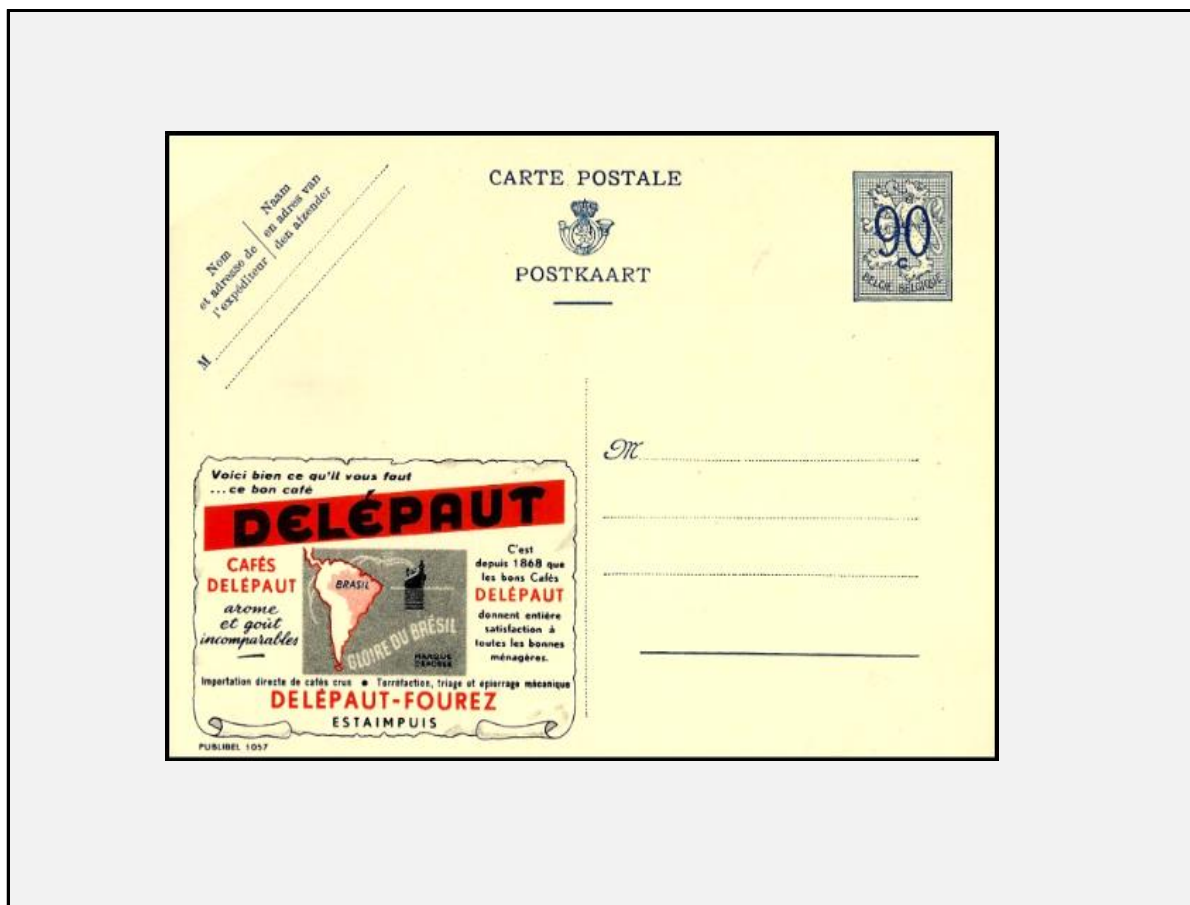 CARTE POSTALE
POSTKAART
Nom
et adresse de
l'expéditeur
Naam
en adres van
den afzender
M
90
c
BELGIE BELGIQUE
M
Voici bien ce qu'il vous faut
...ce bon café
DELÉPAUT
CAFÉS
DELÉPAUT
arome
et goût
incomparables
BRASIL
GLOIRE DU BRÉSIL
MARQUE
DÉPOSÉE
C'est
depuis 1868 que
les bons Cafés
DELÉPAUT
donnent entière
satisfaction à
toutes les bonnes
ménagères.
Importation directe de cafés crus • Torréfaction, triage et épierrage mécanique
DELÉPAUT-FOUREZ
ESTAIMPUIS
PUBLIBEL 1057